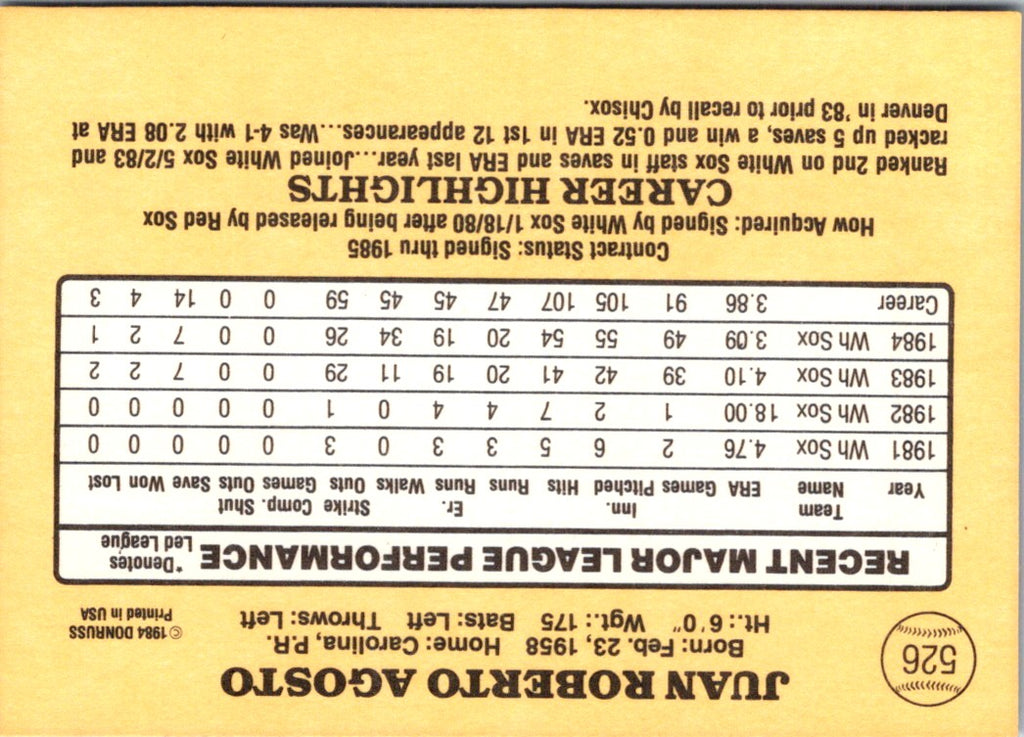 526
JUAN ROBERTO AGOSTO
Born: Feb. 23, 1958 Home: Carolina, P.R.
Ht.: 6'0" Wgt.: 175 Bats: Left Throws: Left
©1984 DONRUSS
Printed in USA
RECENT MAJOR LEAGUE PERFORMANCE
*Denotes
Led League
Year Team Name ERA Games Inn. Pitched Hits Runs Er. Runs Walks Strike Outs Comp. Games Shut Outs Save Won Lost
1981 Wh Sox 4.76 2 6 5 3 3 0 3 0 0 0 0 0
1982 Wh Sox 18.00 1 2 7 4 4 0 1 0 0 0 0 0
1983 Wh Sox 4.10 39 42 41 20 19 11 29 0 0 7 2 2
1984 Wh Sox 3.09 49 55 54 20 19 34 26 0 0 7 2 1
Career 3.86 91 105 107 47 45 45 59 0 0 14 4 3
Contract Status: Signed thru 1985
How Acquired: Signed by White Sox 1/18/80 after being released by Red Sox
CAREER HIGHLIGHTS
Ranked 2nd on White Sox staff in saves and ERA last year...Joined White Sox 5/2/83 and
racked up 5 saves, a win and 0.52 ERA in 1st 12 appearances...Was 4-1 with 2.08 ERA at
Denver in '83 prior to recall by Chisox.